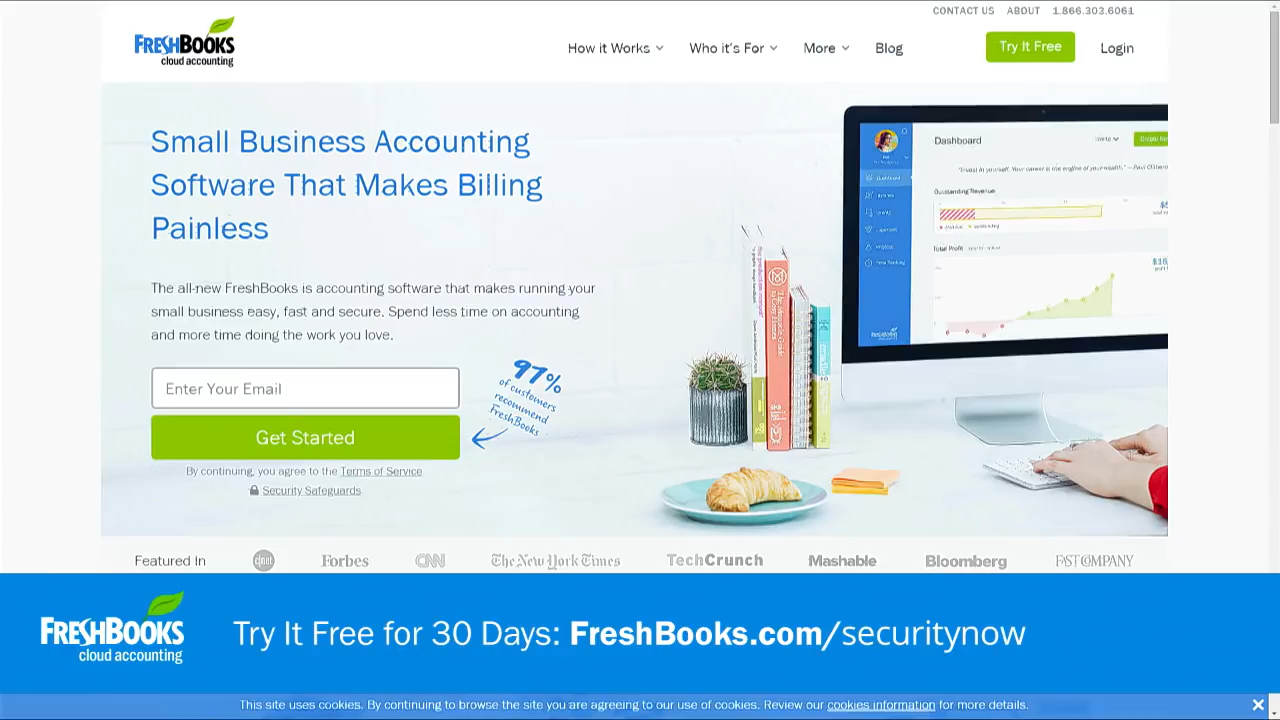 CONTACT US ABOUT 1.866.303.6061
FRESHBOOKS
cloud accounting
How it Works Who it's For More Blog Try It Free Login
Small Business Accounting
Software That Makes Billing
Painless
The all-new FreshBooks is accounting software that makes running your
small business easy, fast and secure. Spend less time on accounting
and more time doing the work you love.
Enter Your Email
Get Started
97%
of customers
recommend
FreshBooks
By continuing, you agree to the Terms of Service
Security Safeguards
Dashboard
Outstanding Revenue
Total Profit
Featured In cnet Forbes CNN The New York Times TechCrunch Mashable Bloomberg FAST COMPANY
FRESHBOOKS
cloud accounting
Try It Free for 30 Days: FreshBooks.com/securitynow
This site uses cookies. By continuing to browse the site you are agreeing to our use of cookies. Review our cookies information for more details.